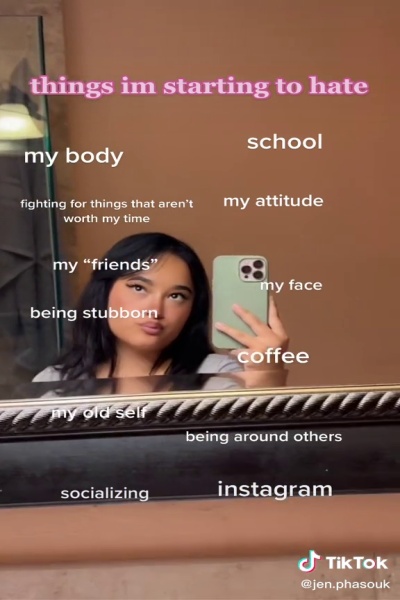 things im starting to hate
school
my body
fighting for things that aren't
worth my time
my attitude
my "friends"
my face
being stubborn
coffee
my old self
being around others
socializing
instagram
TikTok
@jen.phasouk